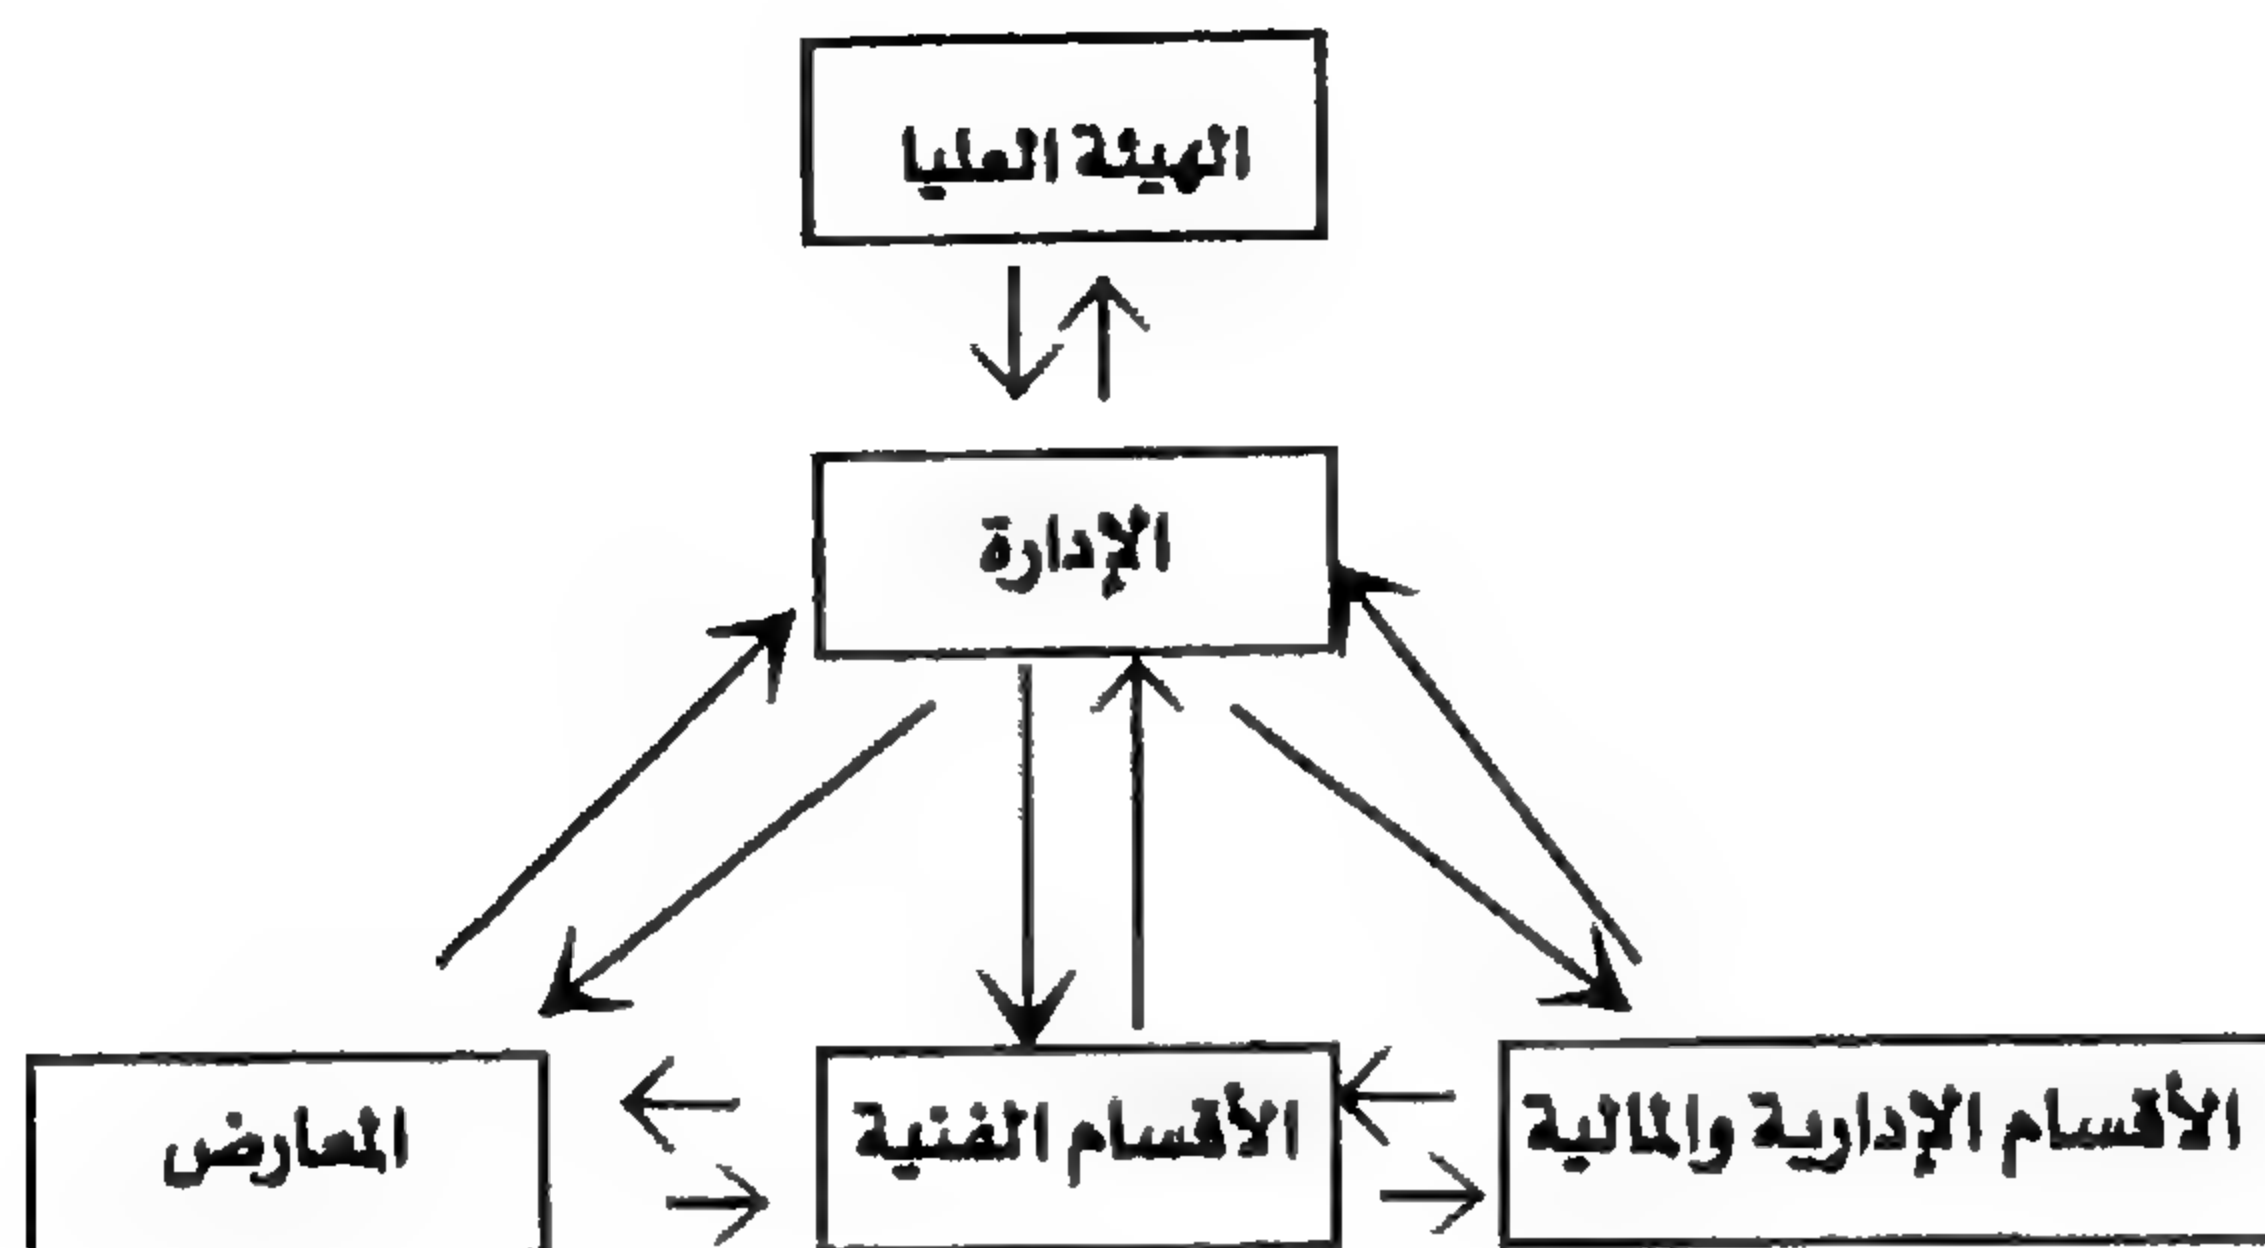 الهيئة العليا
الإدارة
الأقسام الإدارية والمالية
الأقسام الفنية
المعارض